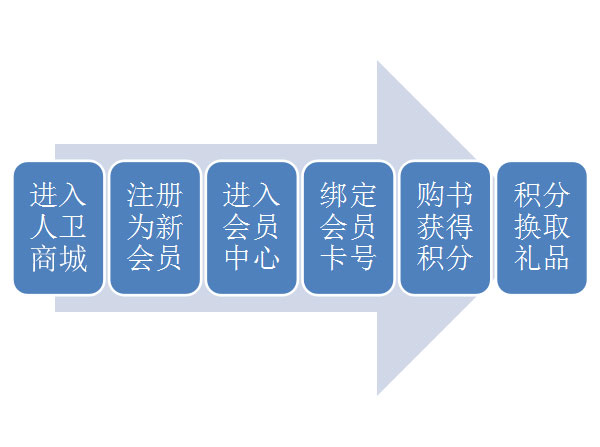 进入
人卫
商城
注册
为新
会员
进入
会员
中心
绑定
会员
卡号
购书
获得
积分
积分
换取
礼品